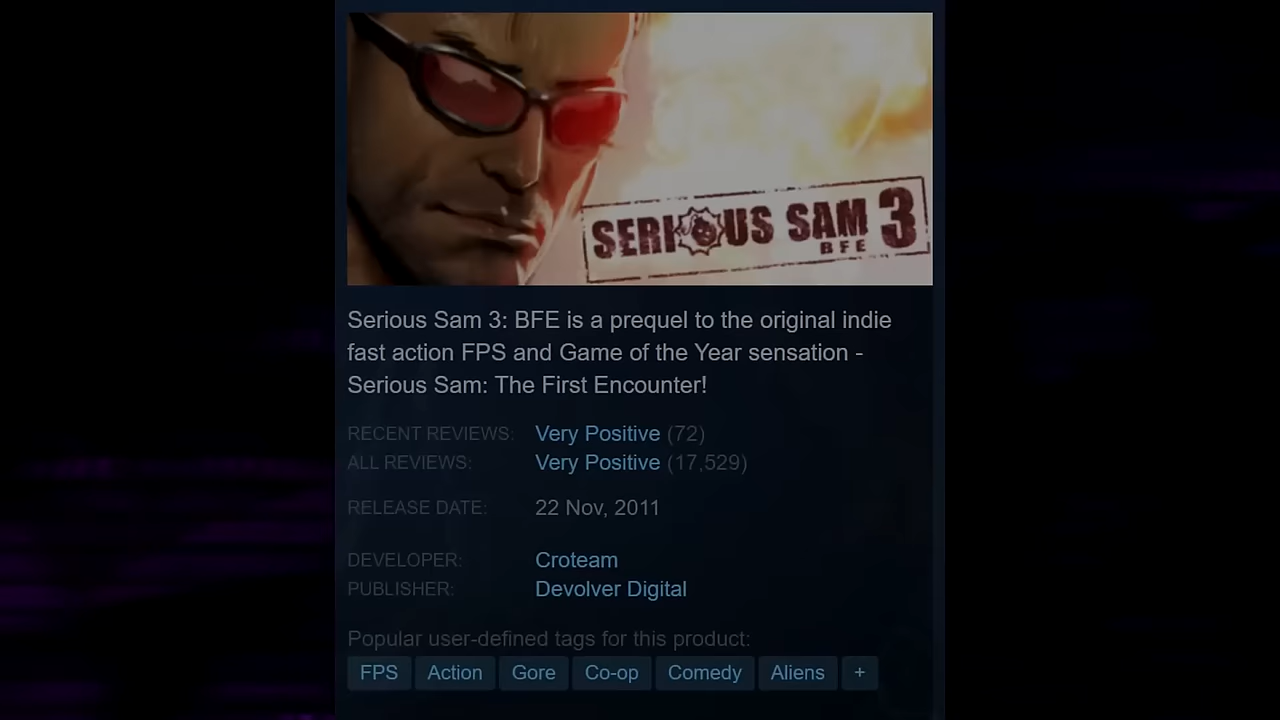 SERIOUS SAM 3
BFE
Serious Sam 3: BFE is a prequel to the original indie
fast action FPS and Game of the Year sensation -
Serious Sam: The First Encounter!
RECENT REVIEWS: Very Positive (72)
ALL REVIEWS: Very Positive (17,529)
RELEASE DATE: 22 Nov, 2011
DEVELOPER: Croteam
PUBLISHER: Devolver Digital
Popular user-defined tags for this product:
FPS Action Gore Co-op Comedy Aliens +